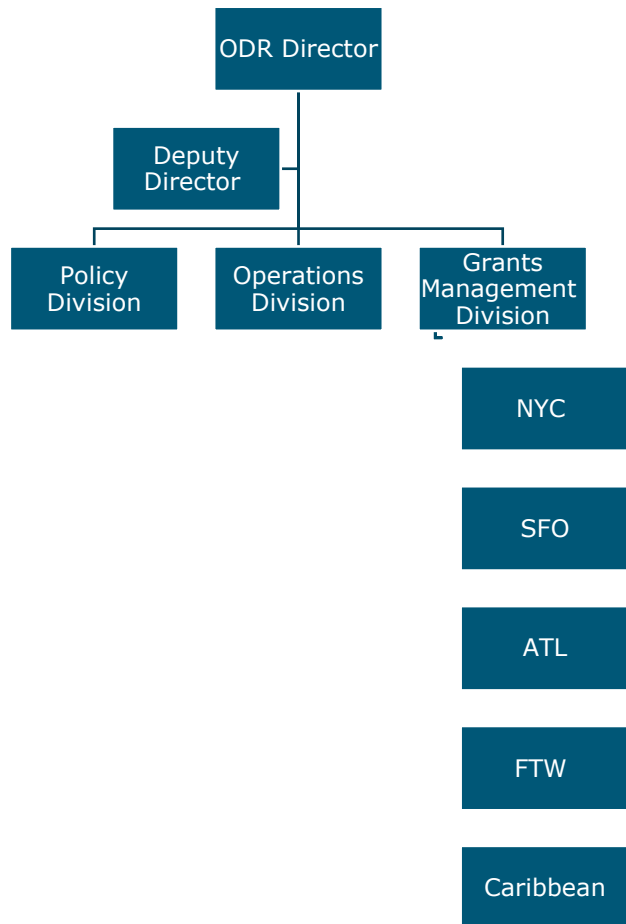 ODR Director
Deputy
Director
Policy
Division
Operations
Division
Grants
Management
Division
NYC
SFO
ATL
FTW
Caribbean